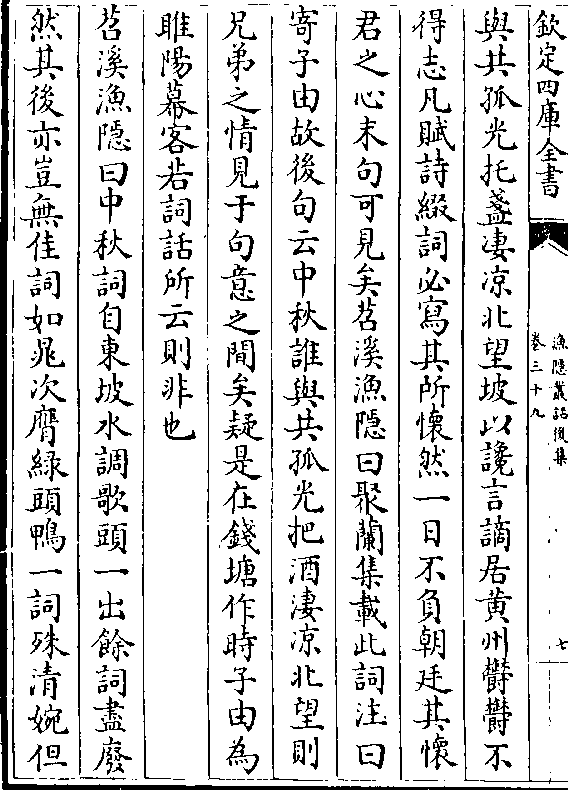 欽定四庫全書
漁隱叢話後集
卷三十九
七
與共孤光托盞凄凉北望坡以讒言謫居黄州鬱鬱不
得志凡賦詩綴詞必寫其所懷然一日不負朝廷其懷
君之心末句可見矣苕溪漁隱曰聚蘭集載此詞注曰
寄子由故後句云中秋誰與共孤光把酒凄凉北望則
兄弟之情見于句意之間矣疑是在錢塘作時子由為
睢陽幕客若詞話所云則非也
苕溪漁隱曰中秋詞自東坡水調歌頭一出餘詞盡廢
然其後亦豈無佳詞如晁次膺緑頭鴨一詞殊清婉但